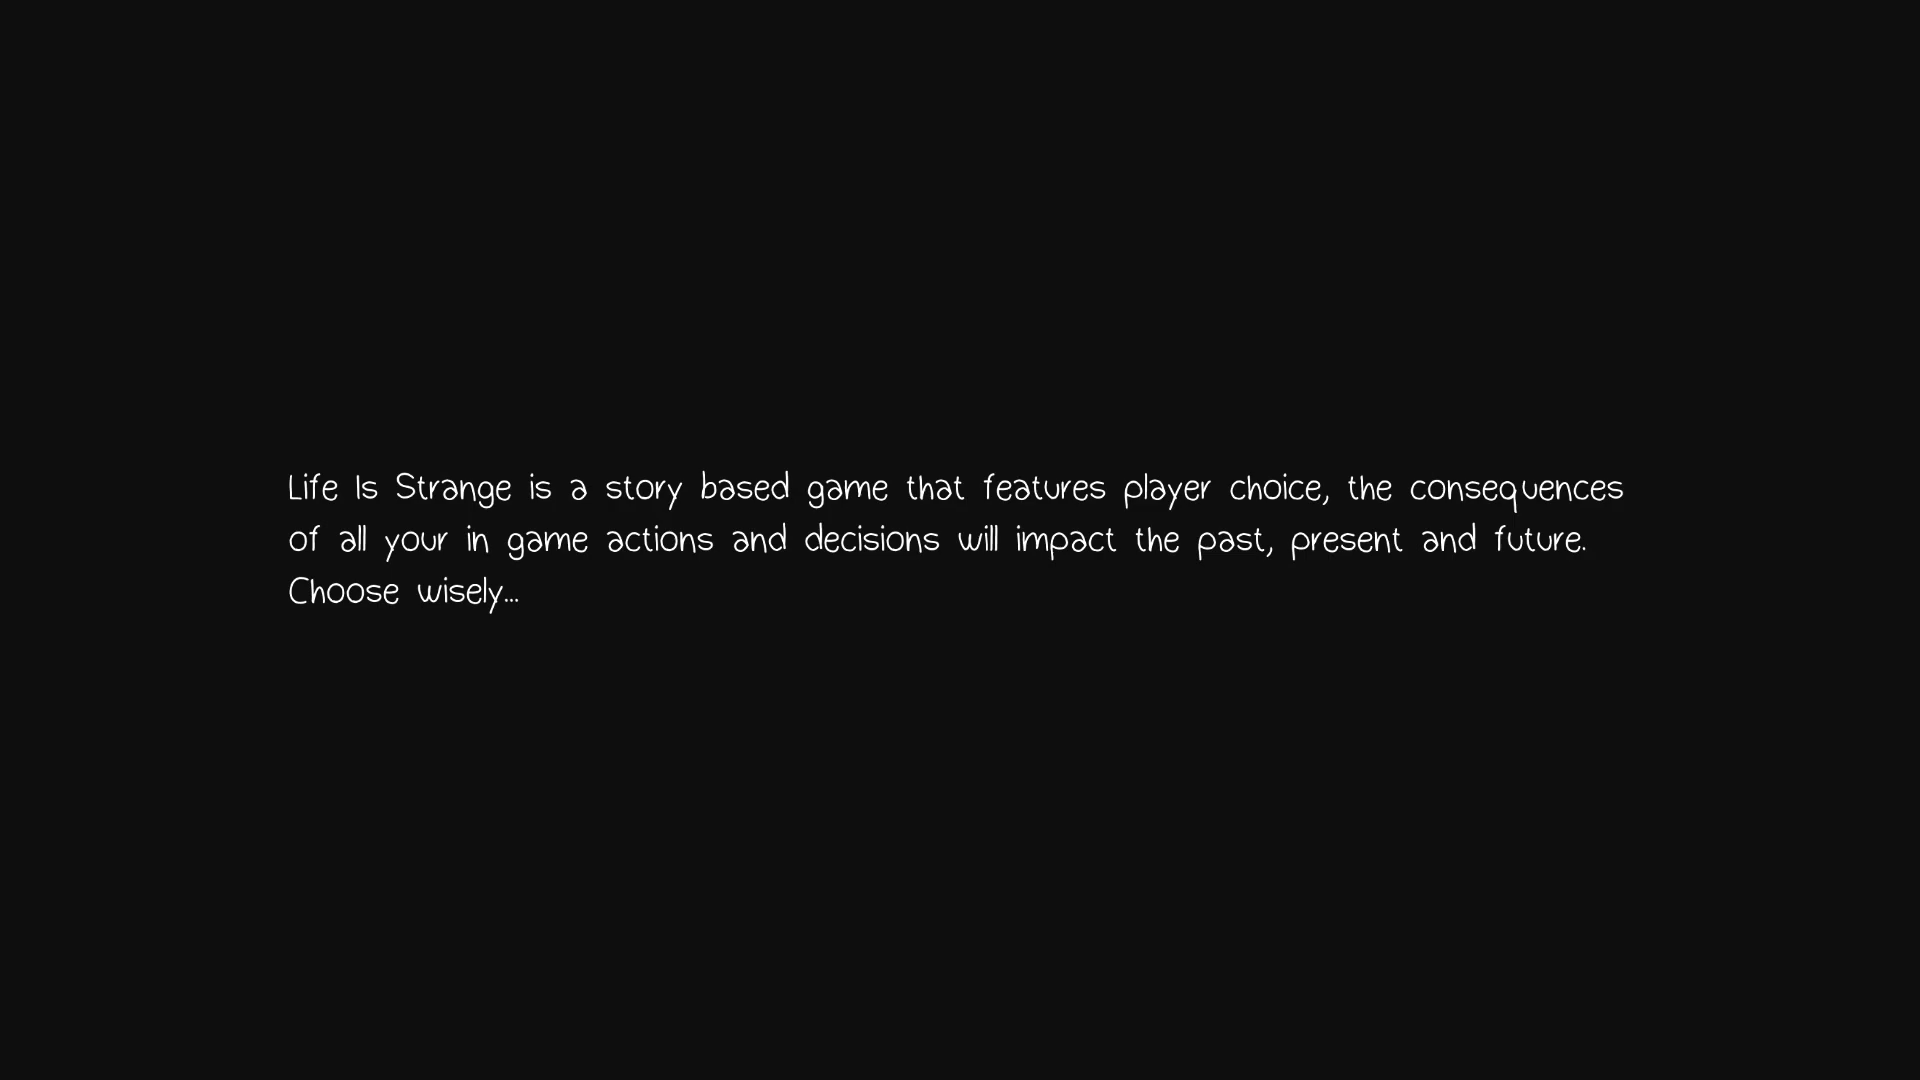 Life Is Strange is a story based game that features player choice, the consequences
of all your in game actions and decisions will impact the past, present and future.
Choose wisely...